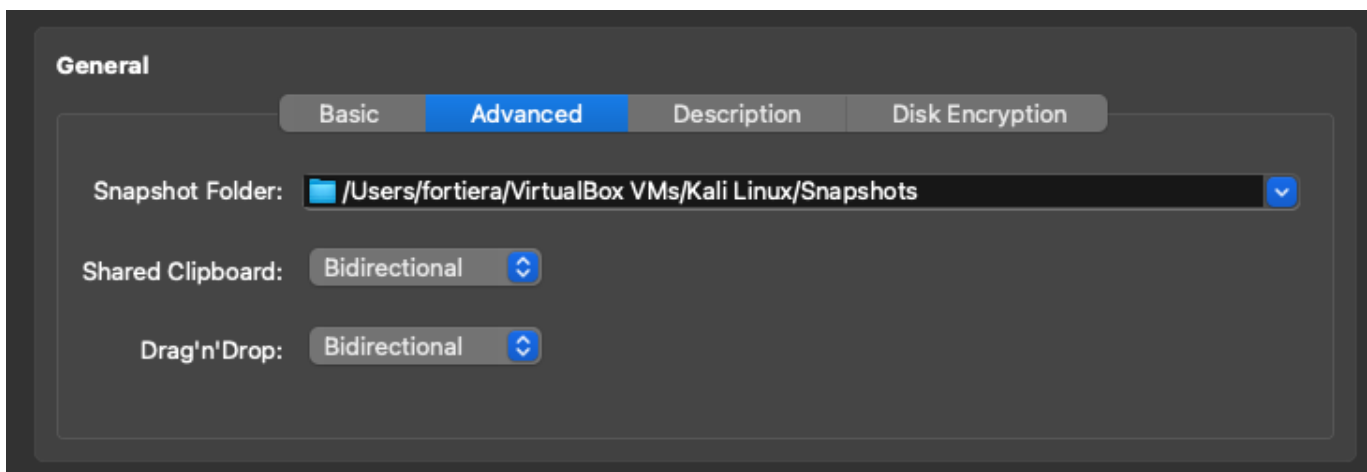 General
Basic Advanced Description Disk Encryption
Snapshot Folder: /Users/fortiera/VirtualBox VMs/Kali Linux/Snapshots
Shared Clipboard: Bidirectional
Drag'n'Drop: Bidirectional